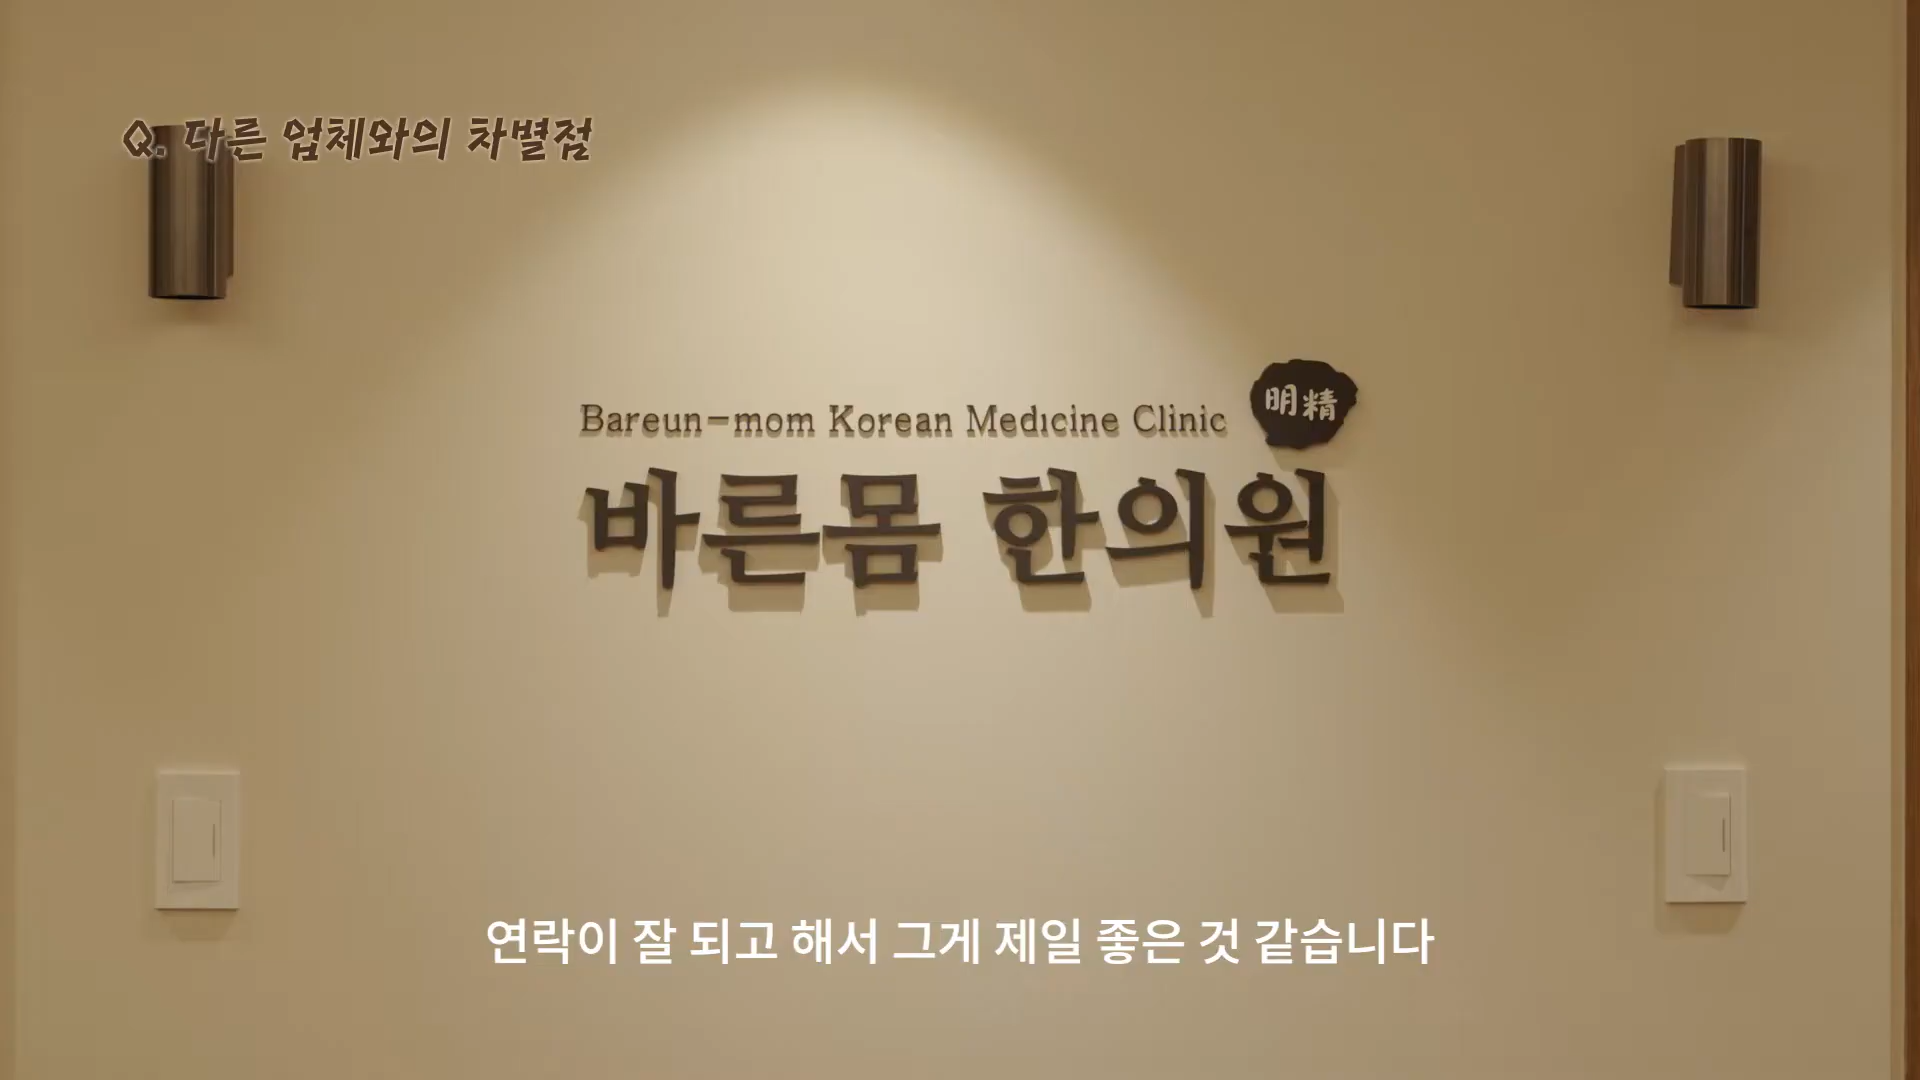 Q. 다른 업체와의 차별점
Bareun-mom Korean Medicine Clinic
明精
바른몸 한의원
연락이 잘 되고 해서 그게 제일 좋은 것 같습니다